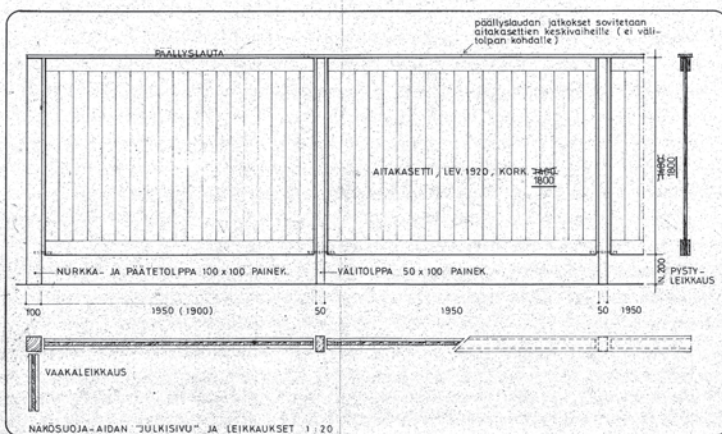 päällyslaudan jatkokset sovitetaan
aitakasettien keskivaiheille (ei väli-
tolpan kohdalle)
PÄÄLLYSLAUTA
AITAKASETTI, LEV. 1920, KORK.
1800
1800
NURKKA- JA PÄÄTETOLPPA 100 x 100 PAINEK.
VÄLITOLPPA 50 x 100 PAINEK.
200
PYSTY-
LEIKKAUS
100
1950 (1900)
50
1950
50
1950
VAAKALEIKKAUS
NÄKÖSUOJA-AIDAN "JULKISIVU" JA LEIKKAUKSET 1:20